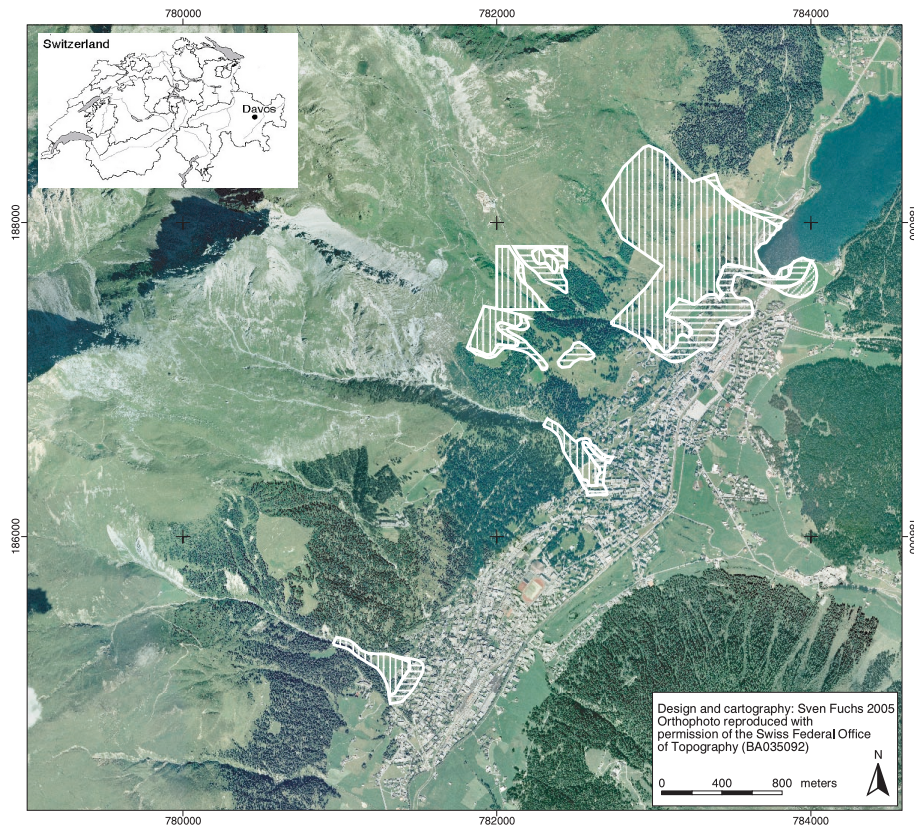 780000 782000 784000
Switzerland
Davos
188000 188000
186000 186000
Design and cartography: Sven Fuchs 2005
Orthophoto reproduced with
permission of the Swiss Federal Office
of Topography (BA035092)
N
0 400 800 meters
780000 782000 784000